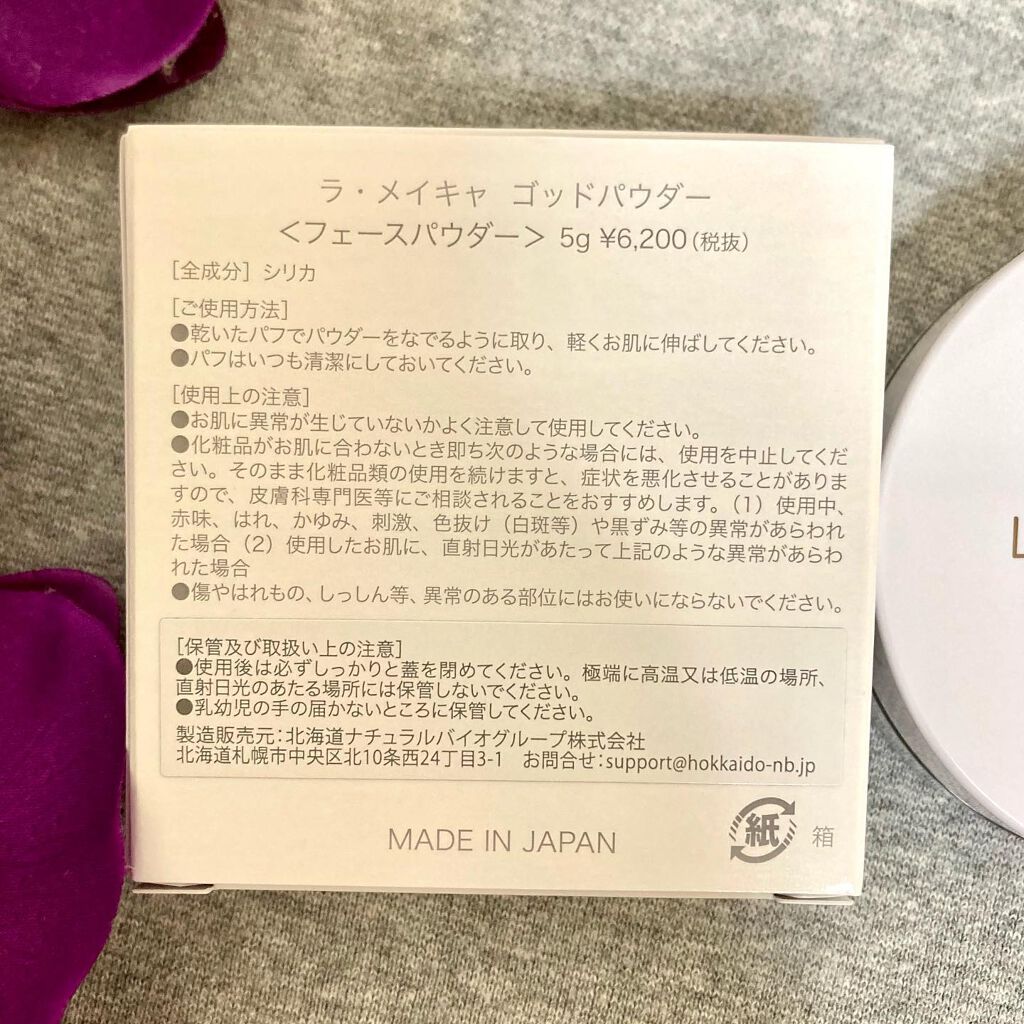 ラ・メイキャ ゴッドパウダー
＜フェースパウダー＞ 5g ¥6,200（税抜）
［全成分］シリカ
［ご使用方法］
●乾いたパフでパウダーをなでるように取り、軽くお肌に伸ばしてください。
●パフはいつも清潔にしておいてください。
［使用上の注意］
●お肌に異常が生じていないかよく注意して使用してください。
●化粧品がお肌に合わないとき即ち次のような場合には、使用を中止してくだ
さい。そのまま化粧品類の使用を続けますと、症状を悪化させることがありま
すので、皮膚科専門医等にご相談されることをおすすめします。（1）使用中、
赤味、はれ、かゆみ、刺激、色抜け（白斑等）や黒ずみ等の異常があらわれ
た場合（2）使用したお肌に、直射日光があたって上記のような異常があらわ
れた場合
●傷やはれもの、しっしん等、異常のある部位にはお使いにならないでください。
［保管及び取扱い上の注意］
●使用後は必ずしっかりと蓋を閉めてください。極端に高温又は低温の場所、
直射日光のあたる場所には保管しないでください。
●乳幼児の手の届かないところに保管してください。
製造販売元：北海道ナチュラルバイオグループ株式会社
北海道札幌市中央区北10条西24丁目3-1 お問合せ：support@hokkaido-nb.jp
MADE IN JAPAN
紙 箱
L